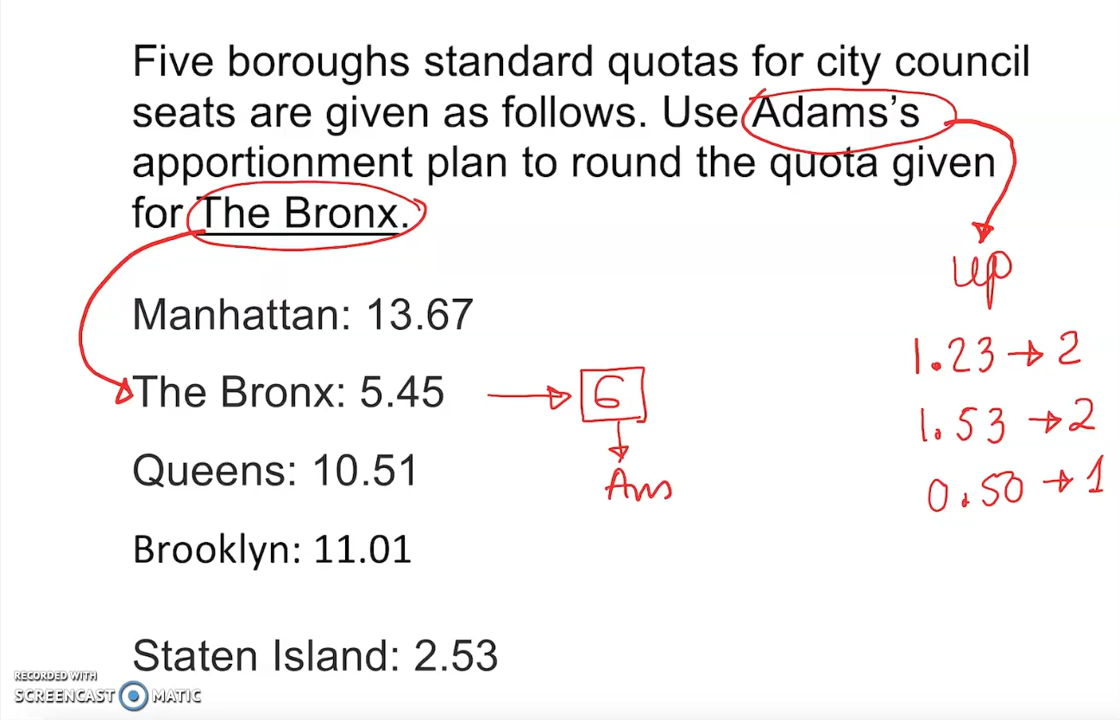 Five boroughs standard quotas for city council
seats are given as follows. Use Adams’s
apportionment plan to round the quota given
for The Bronx.
up
Manhattan: 13.67
1.23 → 2
The Bronx: 5.45 → 6
1.53 → 2
Queens: 10.51
Ans
0.50 → 1
Brooklyn: 11.01
Staten Island: 2.53
RECORDED WITH
SCREENCAST MATIC